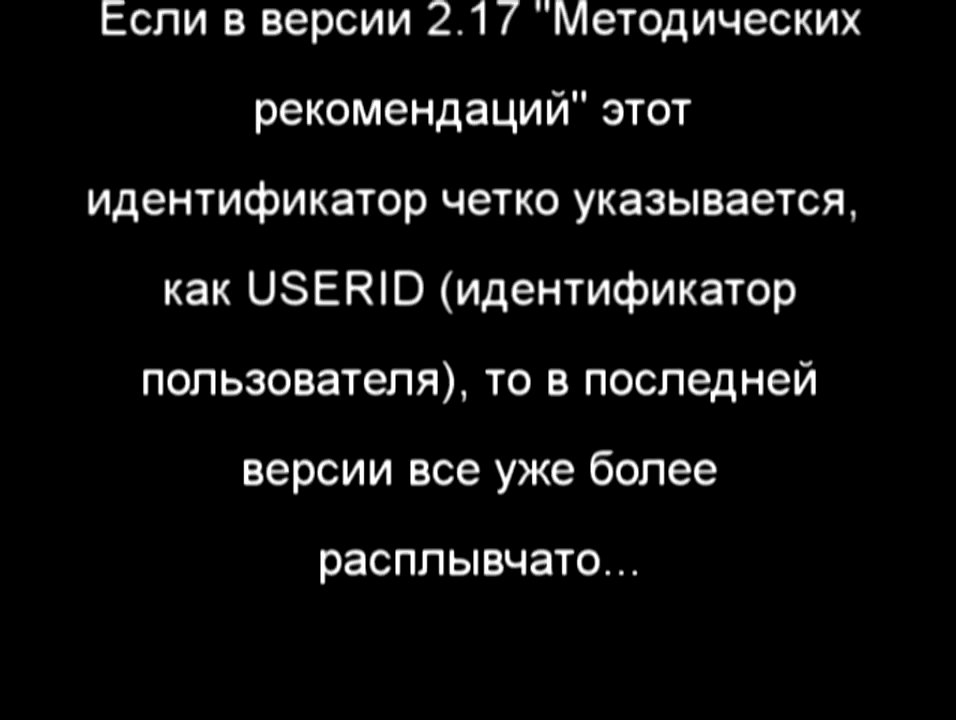 Если в версии 2.17 "Методических
рекомендаций" этот
идентификатор четко указывается,
как USERID (идентификатор
пользователя), то в последней
версии все уже более
расплывчато...